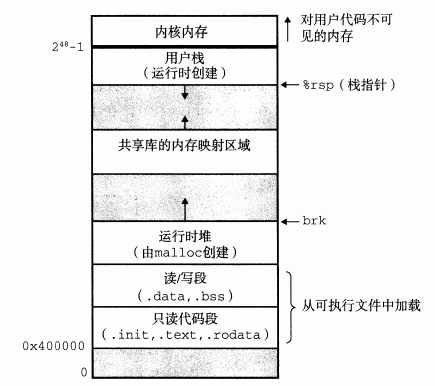 内核内存
对用户代码不可
见的内存
2⁴⁸-1
用户栈
(运行时创建)
%rsp(栈指针)
共享库的内存映射区域
brk
运行时堆
(由malloc创建)
读/写段
(.data,.bss)
从可执行文件中加载
只读代码段
(.init,.text,.rodata)
0x400000
0